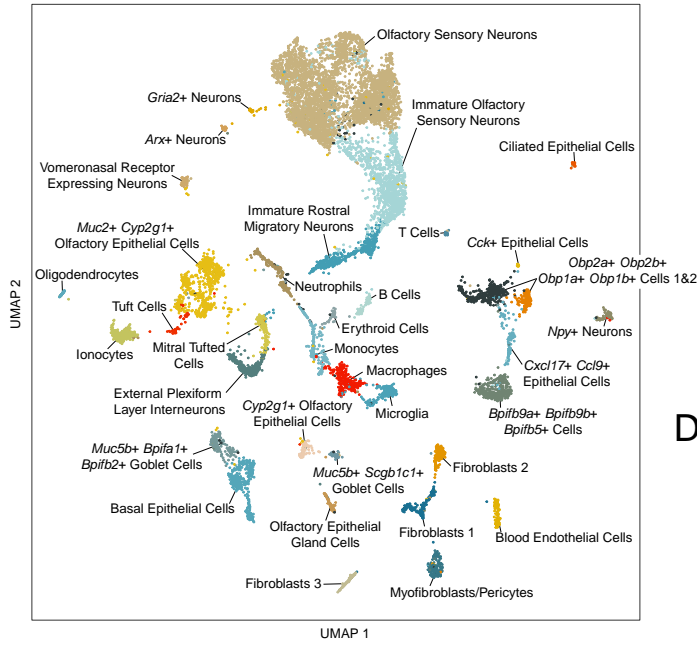 Olfactory Sensory Neurons
Gria2+ Neurons
Immature Olfactory
Sensory Neurons
Arx+ Neurons
Ciliated Epithelial Cells
Vomeronasal Receptor
Expressing Neurons
Immature Rostral
Migratory Neurons
T Cells
Muc2+ Cyp2g1+
Olfactory Epithelial Cells
Cck+ Epithelial Cells
Obp2a+ Obp2b+
Obp1a+ Obp1b+ Cells 1&2
Oligodendrocytes
Neutrophils
B Cells
Tuft Cells
Erythroid Cells
Npy+ Neurons
Ionocytes
Mitral Tufted
Cells
Monocytes
Macrophages
Cxcl17+ Ccl9+
Epithelial Cells
External Plexiform
Layer Interneurons
Microglia
Cyp2g1+ Olfactory
Epithelial Cells
Bpifb9a+ Bpifb9b+
Bpifb5+ Cells
D
Muc5b+ Bpifa1+
Bpifb2+ Goblet Cells
Muc5b+ Scgb1c1+
Goblet Cells
Fibroblasts 2
Basal Epithelial Cells
Olfactory Epithelial
Gland Cells
Fibroblasts 1
Blood Endothelial Cells
Fibroblasts 3
Myofibroblasts/Pericytes
UMAP 2
UMAP 1